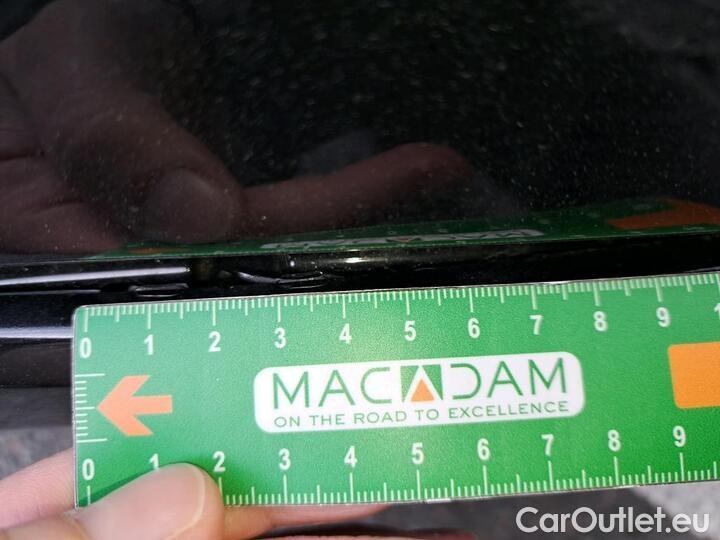 0 1 2 3 4 5 6 7 8 9 1
MACADAM
ON THE ROAD TO EXCELLENCE
0 1 2 3 4 5 6 7 8 9
CarOutlet.eu